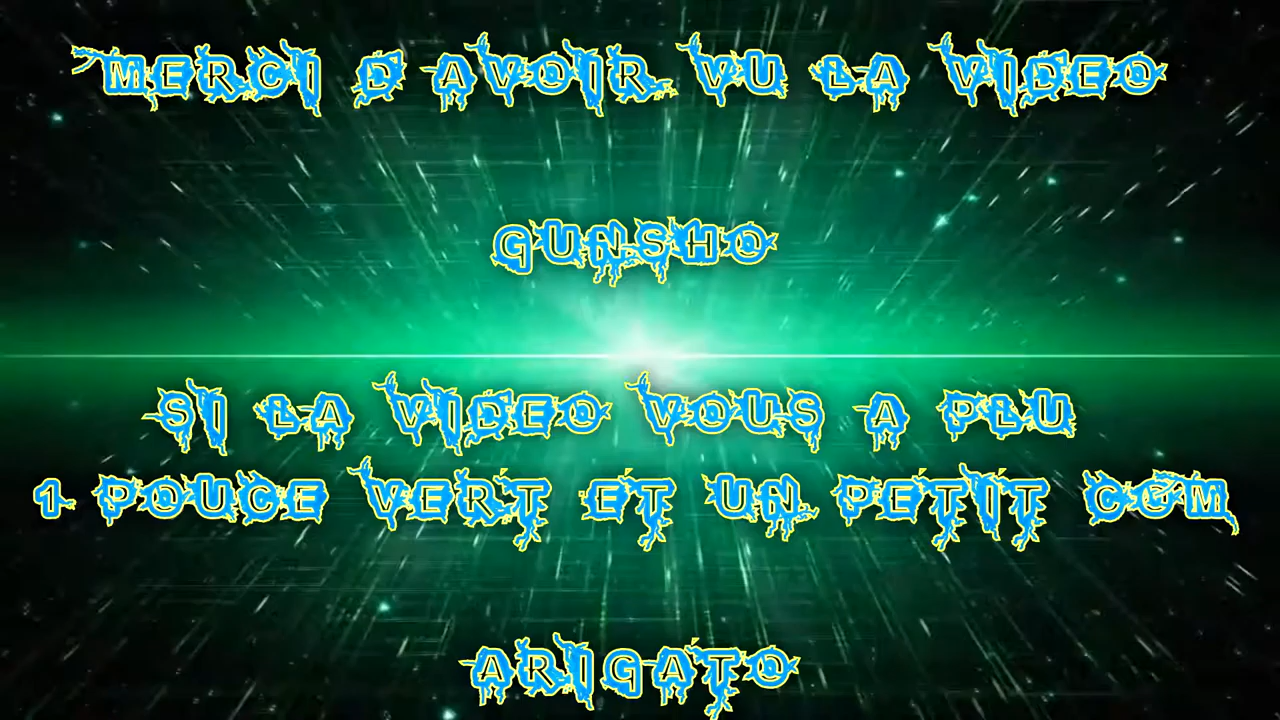 MERCI D AVOIR VU LA VIDEO
GUNSHO
SI LA VIDEO VOUS A PLU
1 POUCE VERT ET UN PETIT COM
ARIGATO